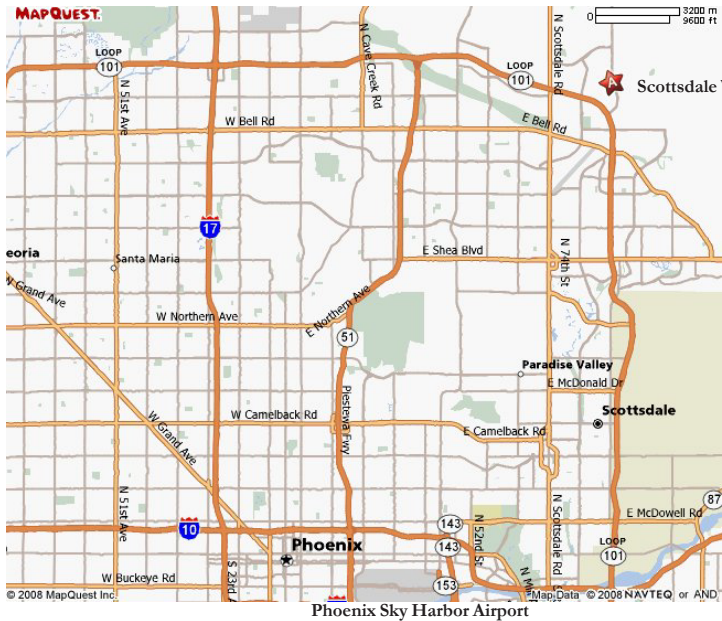 MAPQUEST.
3200 m
9600 ft
LOOP
101
N 51st Ave
N Cave Creek Rd
LOOP
101
N Scottsdale Rd
A
Scottsdale
W Bell Rd
E Bell Rd
17
eoria
Santa Maria
E Shea Blvd
N 74th St
N Grand Ave
W Northern Ave
E Northern Ave
51
Paradise Valley
E McDonald Dr
Piestewa Fwy
W Camelback Rd
Scottsdale
W Grand Ave
E Camelback Rd
N 51st Ave
10
143
N 52nd St
N Scottsdale Rd
87
E McDowell Rd
Phoenix
143
LOOP
101
W Buckeye Rd
S 23rd A
153
© 2008 MapQuest Inc.
Map Data © 2008 NAVTEQ or AND
Phoenix Sky Harbor Airport